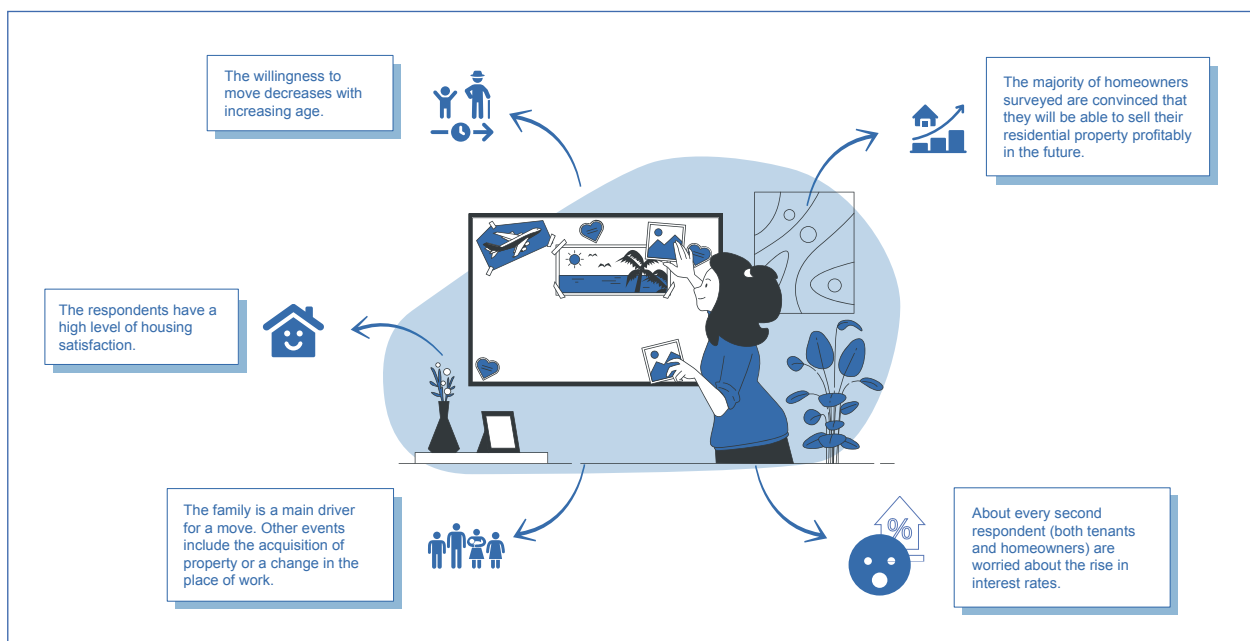 The willingness to
move decreases with
increasing age.
The majority of homeowners
surveyed are convinced that
they will be able to sell their
residential property profitably
in the future.
The respondents have a
high level of housing
satisfaction.
The family is a main driver
for a move. Other events
include the acquisition of
property or a change in the
place of work.
%
About every second
respondent (both tenants
and homeowners) are
worried about the rise in
interest rates.